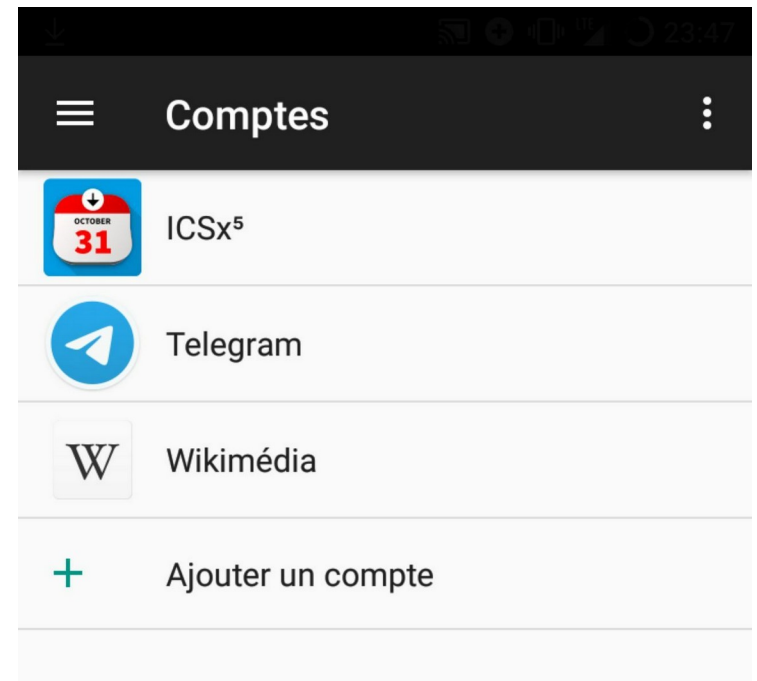 23:47
Comptes
OCTOBER
31
ICSx⁵
Telegram
W
Wikimédia
Ajouter un compte